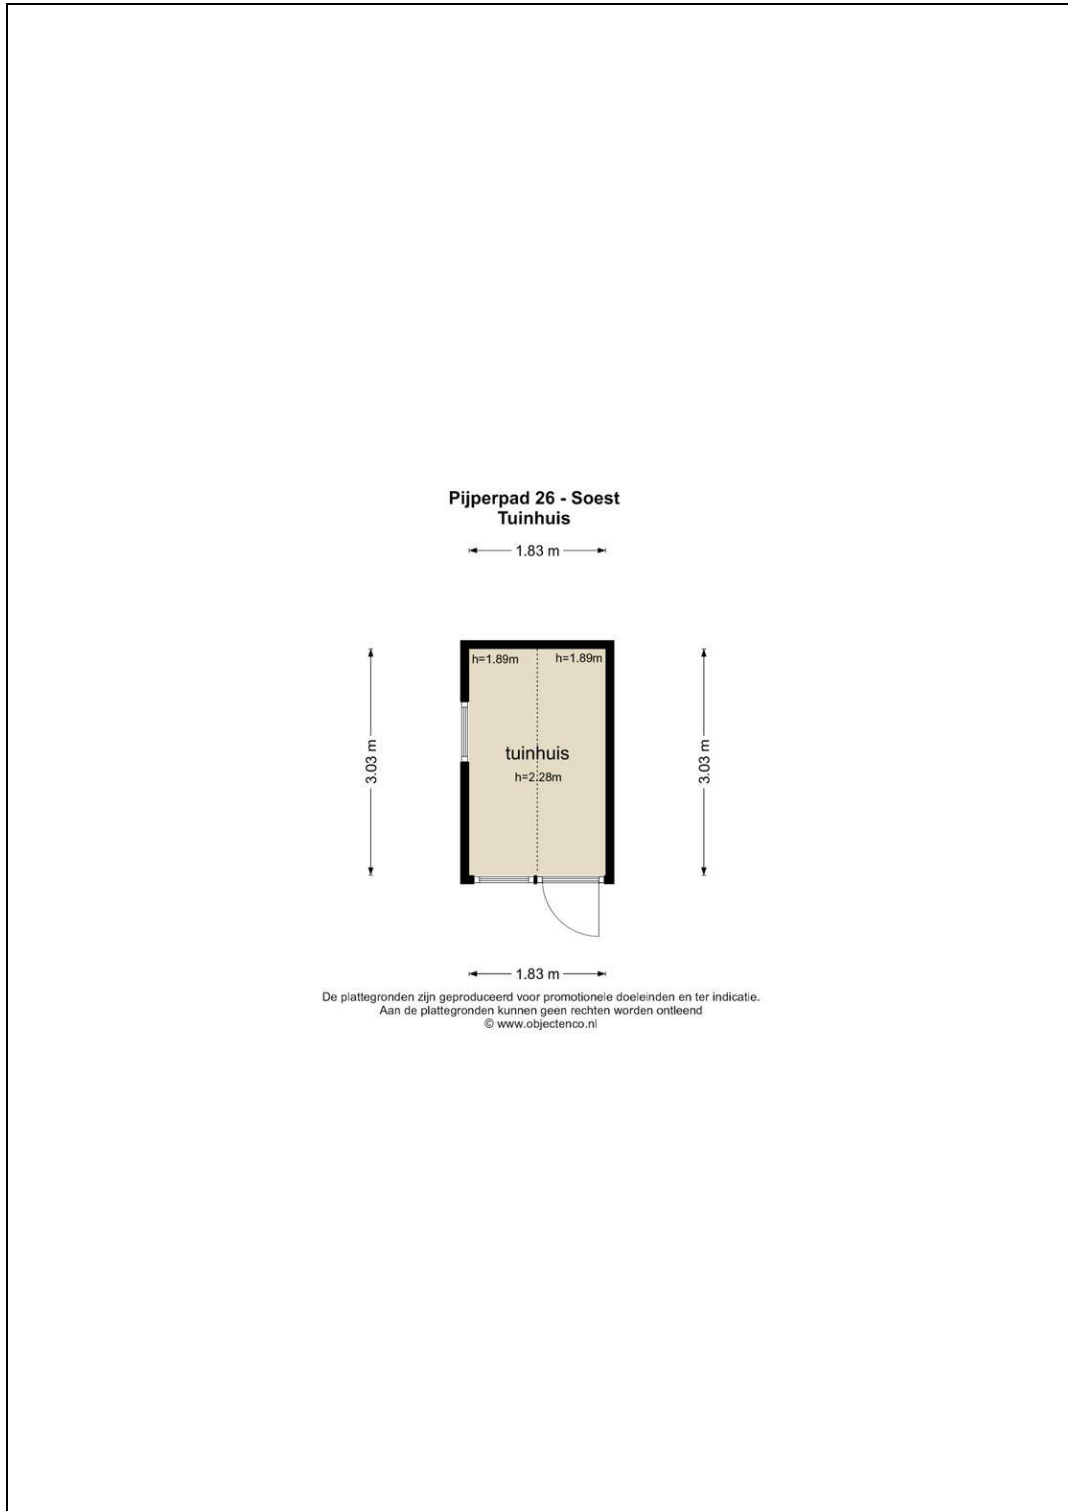 Pijperpad 26 - Soest
Tuinhuis
1.83 m
h=1.89m h=1.89m
3.03 m
tuinhuis
h=2.28m
3.03 m
1.83 m
De plattegronden zijn geproduceerd voor promotionele doeleinden en ter indicatie.
Aan de plattegronden kunnen geen rechten worden ontleend
© www.objectenco.nl